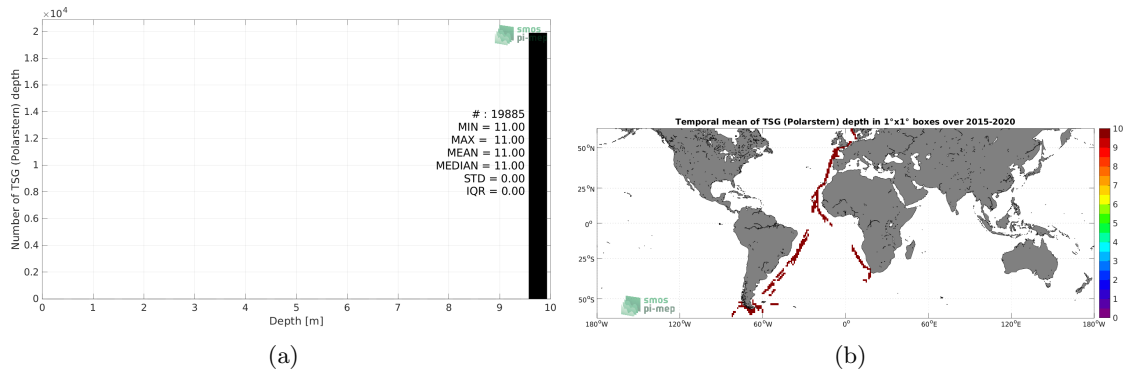 ×10⁴
2
1.8
1.6
1.4
1.2
1
0.8
0.6
0.4
0.2
0
Number of TSG (Polarstern) depth
smos
pi-mep
# : 19885
MIN = 11.00
MAX = 11.00
MEAN = 11.00
MEDIAN = 11.00
STD = 0.00
IQR = 0.00
0 1 2 3 4 5 6 7 8 9 10
Depth [m]
(a)
Temporal mean of TSG (Polarstern) depth in 1°x1° boxes over 2015-2020
50°N
25°N
0°
25°S
50°S
smos
pi-mep
180°W 120°W 60°W 0° 60°E 120°E 180°W
10
9
8
7
6
5
4
3
2
1
0
(b)